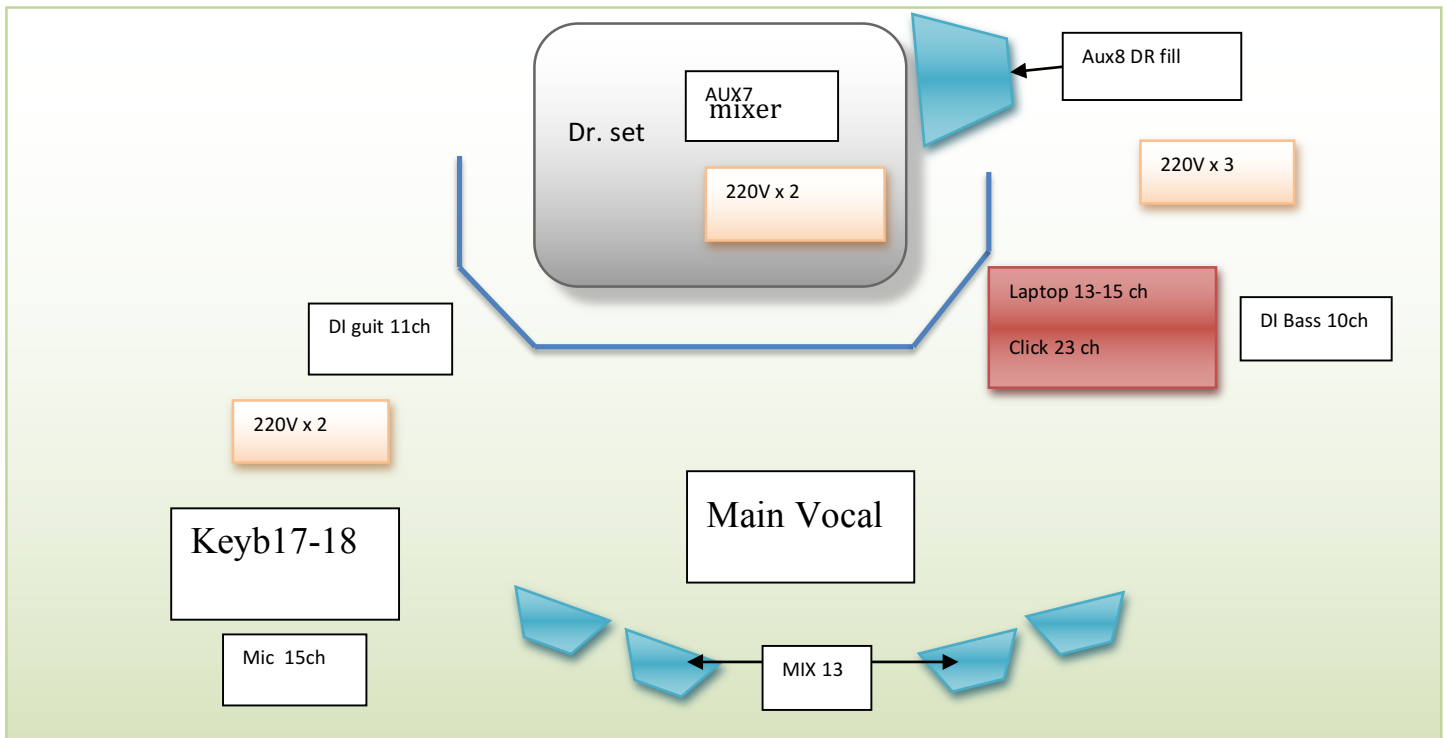 Aux8 DR fill
AUX7
mixer
Dr. set
220V x 2
220V x 3
Laptop 13-15 ch
Click 23 ch
DI Bass 10ch
DI guit 11ch
220V x 2
Main Vocal
Keyb17-18
Mic  15ch
MIX 13